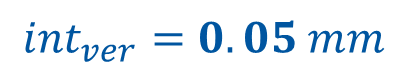 int_ver = 0.05 mm